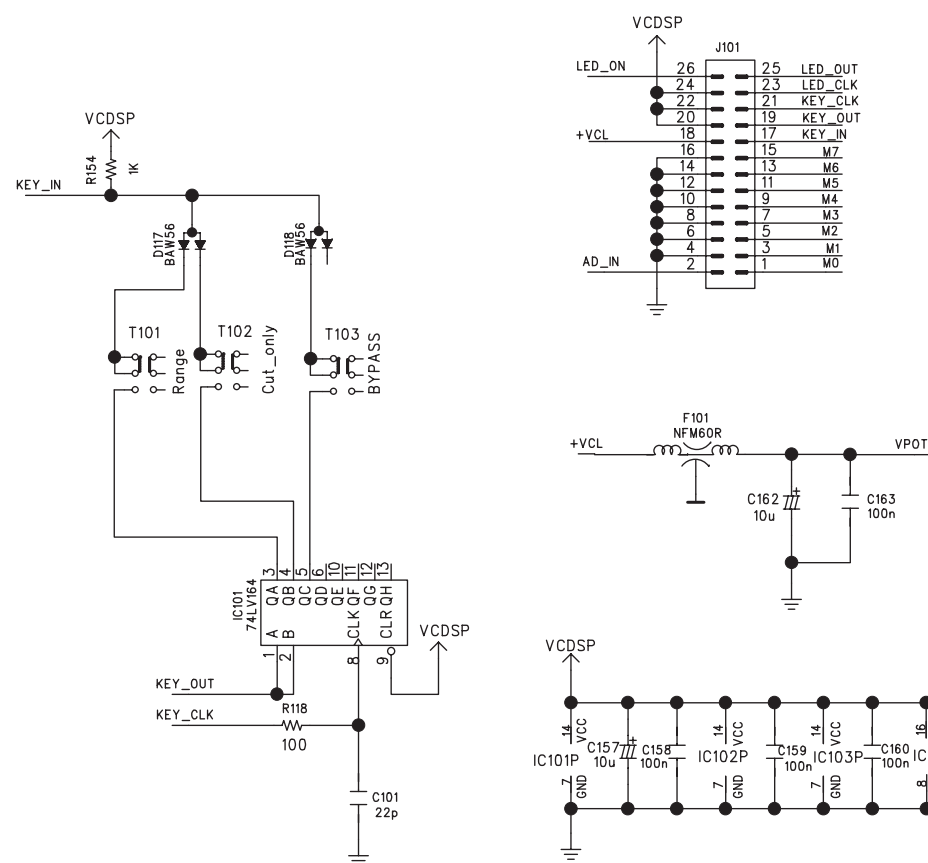 VCDSP
R154
1K
KEY_IN
D117
BAW56
D118
BAW56
T101
Range
T102
Cut_only
T103
BYPASS
3 4 5 6 10 11 12 13
QA QB QC QD QE QF QG QH
IC101
74LV164
A B CLK CLR
1 2 8 9
VCDSP
KEY_OUT
KEY_CLK
R118
100
C101
22p
VCDSP
J101
LED_ON 26 25 LED_OUT
24 23 LED_CLK
22 21 KEY_CLK
20 19 KEY_OUT
+VCL 18 17 KEY_IN
16 15 M7
14 13 M6
12 11 M5
10 9 M4
8 7 M3
6 5 M2
4 3 M1
AD_IN 2 1 M0
F101
NFM60R
+VCL
VPOT
C162
10u
C163
100n
VCDSP
14 VCC
IC101P
7 GND
C157
10u
C158
100n
14 VCC
IC102P
7 GND
C159
100n
14 VCC
IC103P
7 GND
C160
100n
16
IC
8